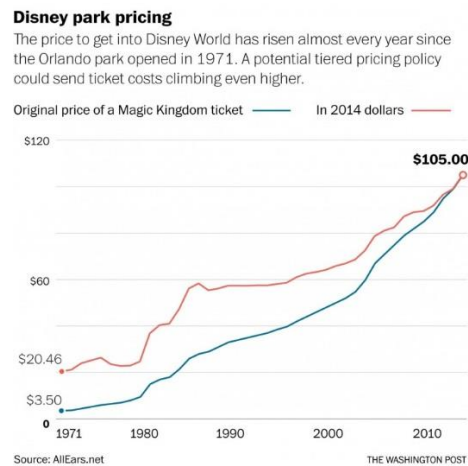 Disney park pricing
The price to get into Disney World has risen almost every year since
the Orlando park opened in 1971. A potential tiered pricing policy
could send ticket costs climbing even higher.
Original price of a Magic Kingdom ticket
In 2014 dollars
$120
$105.00
$60
$20.46
$3.50
0
1971 1980 1990 2000 2010
Source: AllEars.net
THE WASHINGTON POST